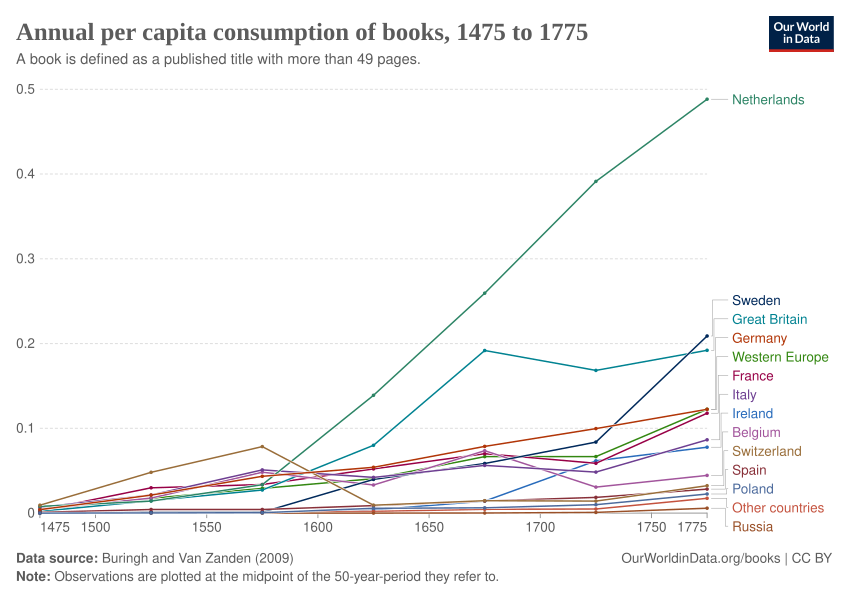 Annual per capita consumption of books, 1475 to 1775
Our World
in Data
A book is defined as a published title with more than 49 pages.
0.5
0.4
0.3
0.2
0.1
0
1475
1500
1550
1600
1650
1700
1750
1775
Netherlands
Sweden
Great Britain
Germany
Western Europe
France
Italy
Ireland
Belgium
Switzerland
Spain
Poland
Other countries
Russia
Data source: Buringh and Van Zanden (2009)
OurWorldinData.org/books | CC BY
Note: Observations are plotted at the midpoint of the 50-year-period they refer to.